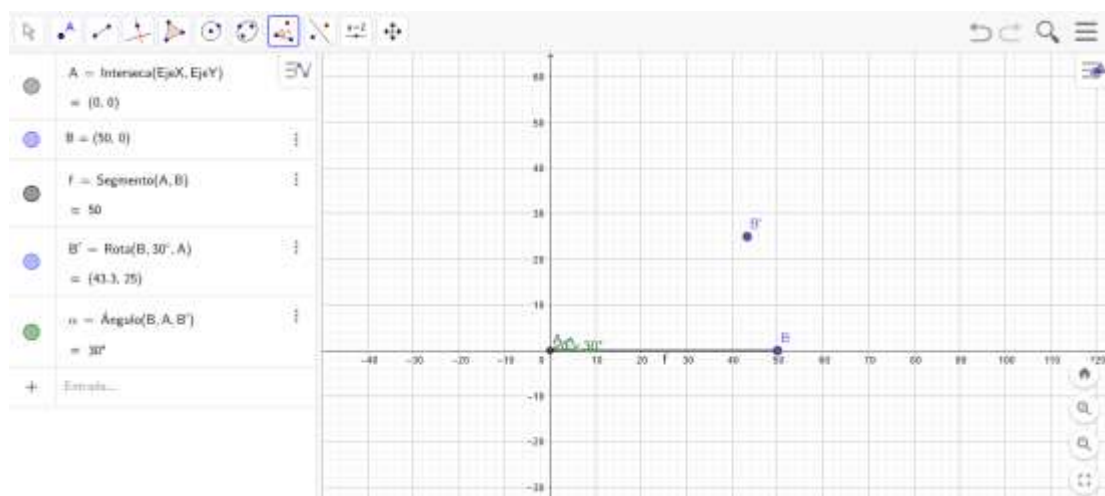 A = Interseca(EjeX, EjeY)
= (0, 0)
B = (50, 0)
f = Segmento(A, B)
= 50
B' = Rota(B, 30°, A)
= (43.3, 25)
α = Ángulo(B, A, B')
= 30°
+ Entrada...
60
50
40
30
B'
20
10
A α = 30° B
-40 -30 -20 -10 0 10 20 f 30 40 50 60 70 80 90 100 110 120
-10
-20
-30